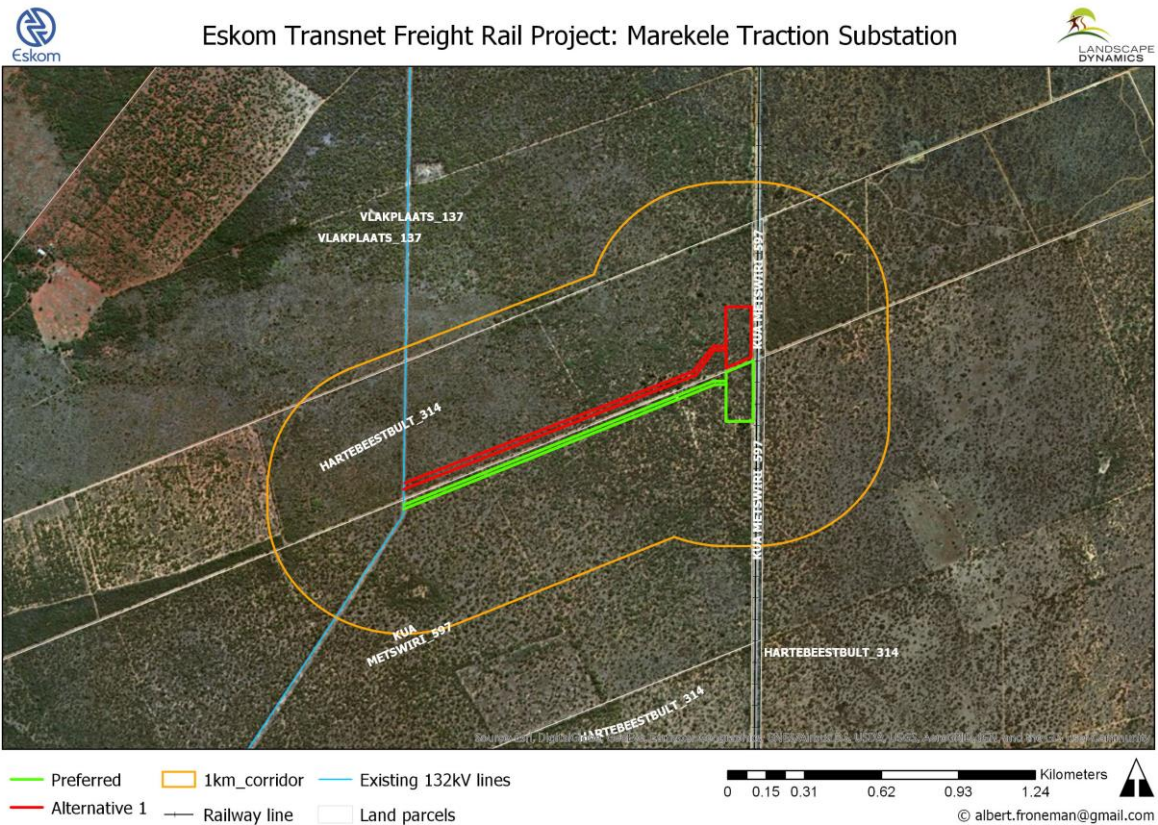 Eskom
Eskom Transnet Freight Rail Project: Marekele Traction Substation
LANDSCAPE
DYNAMICS
VLAKPLAATS_137
VLAKPLAATS_137
KUA METSWIRI_597
HARTEBEESTBULT_314
KUA METSWIRI_597
KUA
METSWIRI_597
HARTEBEESTBULT_314
HARTEBEESTBULT_314
Preferred
1km_corridor
Existing 132kV lines
Alternative 1
Railway line
Land parcels
Kilometers
0 0.15 0.31 0.62 0.93 1.24
© albert.froneman@gmail.com